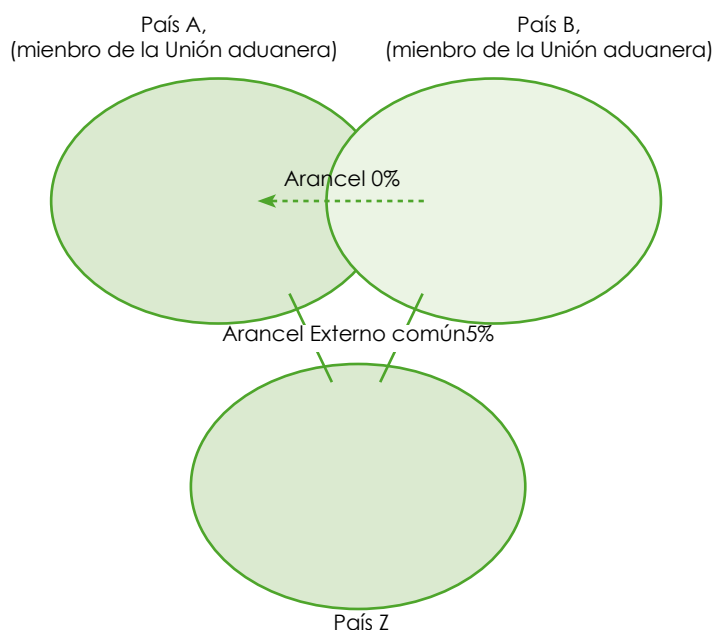 País A,
(mienbro de la Unión aduanera)
País B,
(mienbro de la Unión aduanera)
Arancel 0%
Arancel Externo común5%
País Z